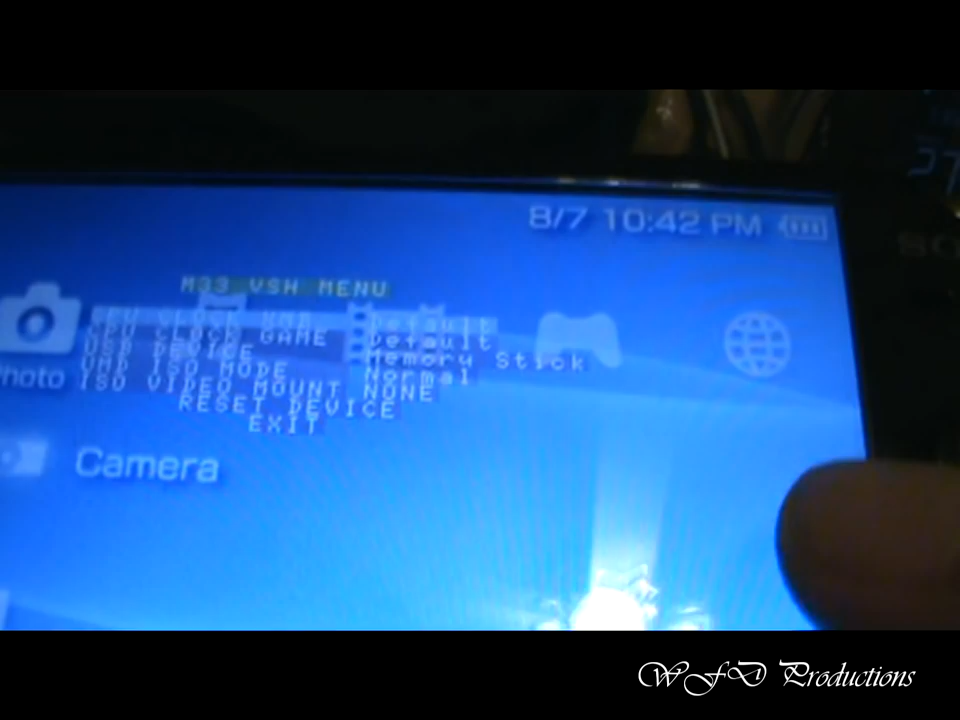 8/7 10:42 PM
M33 VSH MENU
CPU CLOCK XMB Default
CPU CLOCK GAME Default
USB DEVICE Memory Stick
UMD ISO MODE Normal
ISO VIDEO MOUNT NONE
RESET DEVICE
EXIT
Photo
Camera
WFD Productions